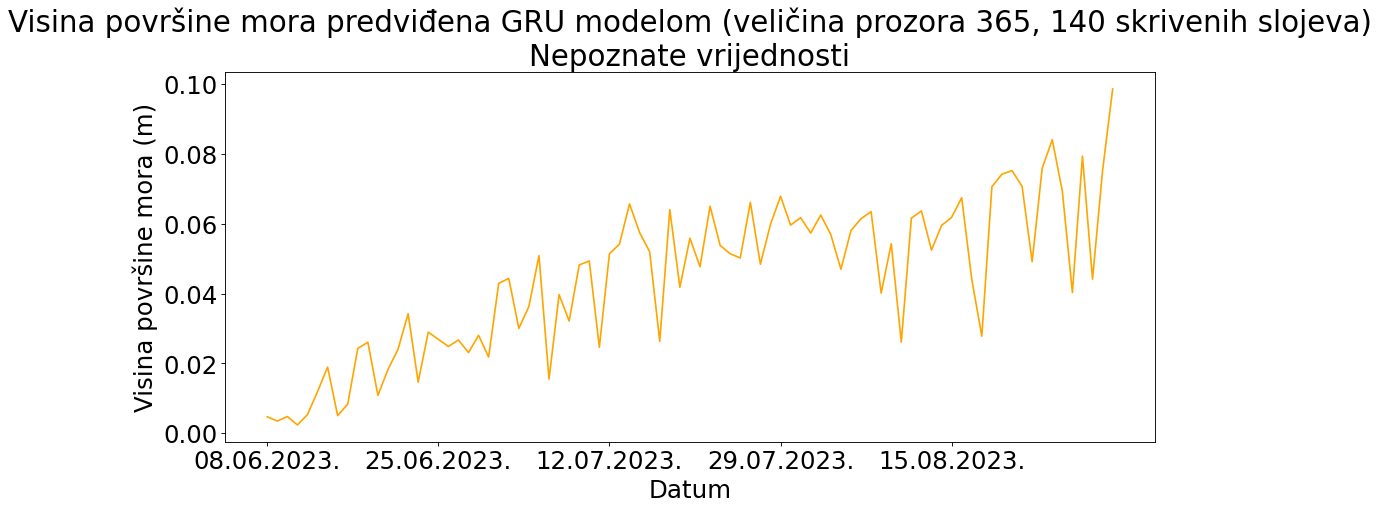 Visina površine mora predviđena GRU modelom (veličina prozora 365, 140 skrivenih slojeva)
Nepoznate vrijednosti
Visina površine mora (m)
0.10
0.08
0.06
0.04
0.02
0.00
08.06.2023. 25.06.2023. 12.07.2023. 29.07.2023. 15.08.2023.
Datum